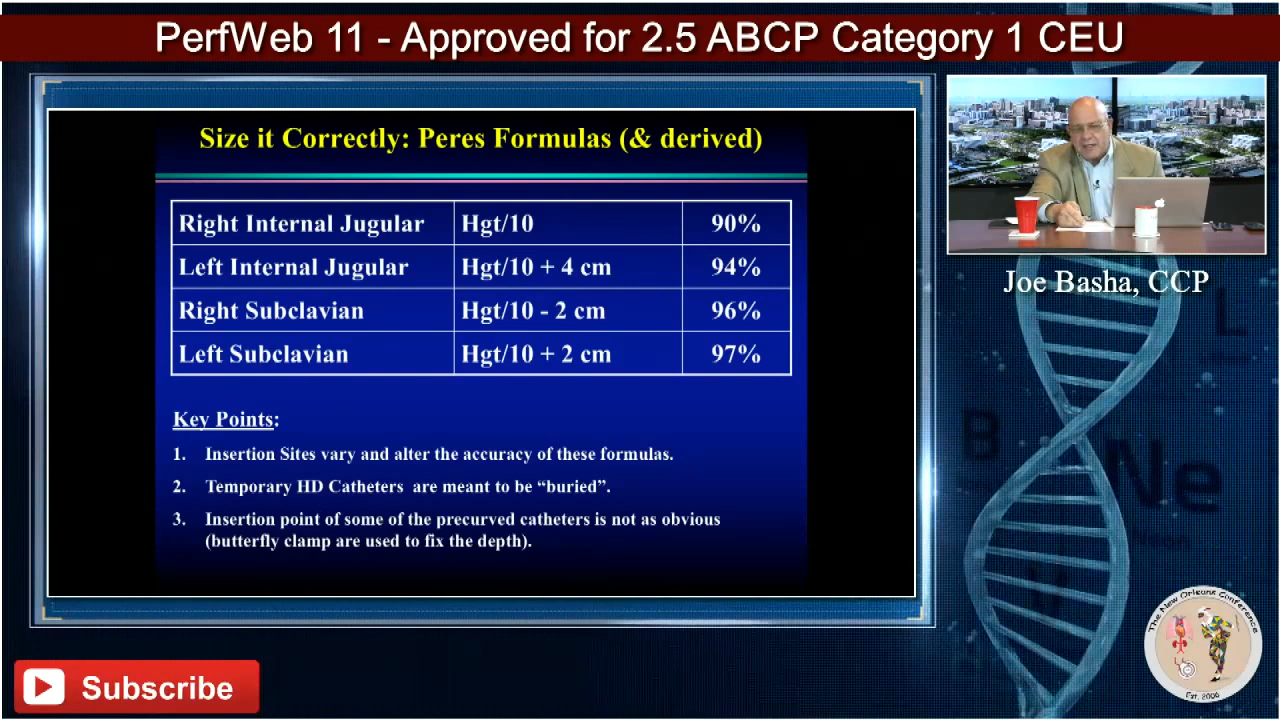 PerfWeb 11 - Approved for 2.5 ABCP Category 1 CEU
Size it Correctly: Peres Formulas (& derived)
Right Internal Jugular Hgt/10 90%
Left Internal Jugular Hgt/10 + 4 cm 94%
Right Subclavian Hgt/10 - 2 cm 96%
Left Subclavian Hgt/10 + 2 cm 97%
Key Points:
1. Insertion Sites vary and alter the accuracy of these formulas.
2. Temporary HD Catheters are meant to be “buried”.
3. Insertion point of some of the precurved catheters is not as obvious
(butterfly clamp are used to fix the depth).
Joe Basha, CCP
L
B
Ne
The New Orleans Conference
Est. 2006
Subscribe